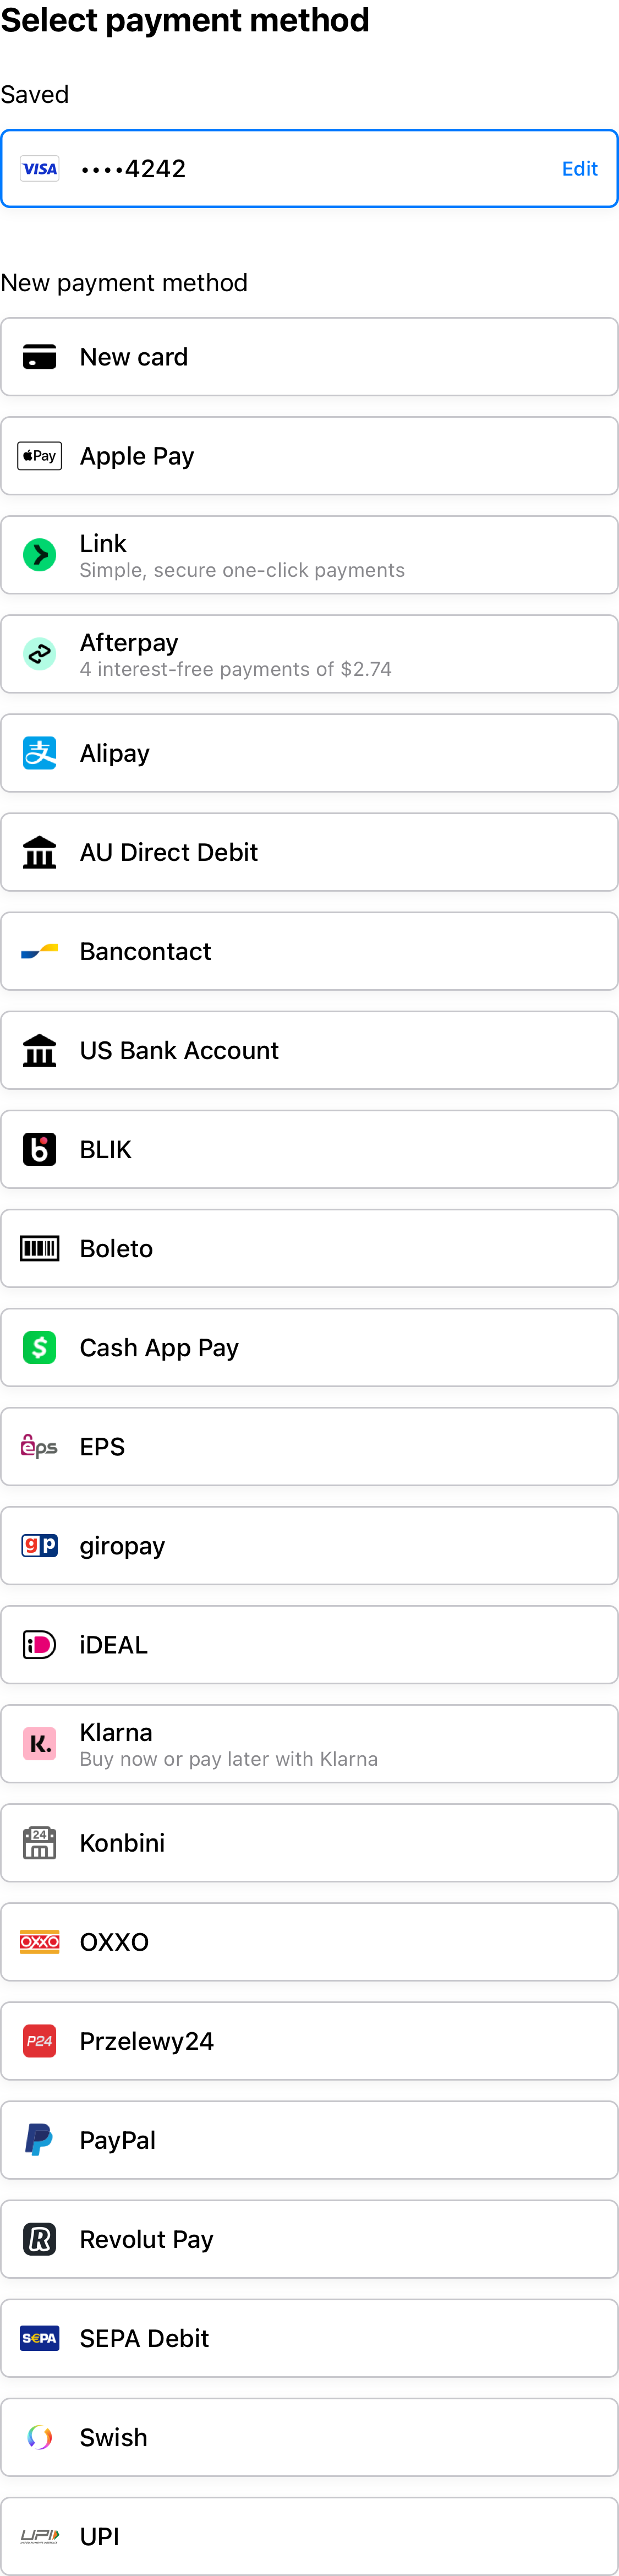 Select payment method
Saved
VISA ····4242 Edit
New payment method
New card
Pay Apple Pay
Link
Simple, secure one-click payments
Afterpay
4 interest-free payments of $2.74
支 Alipay
AU Direct Debit
Bancontact
US Bank Account
b BLIK
Boleto
$ Cash App Pay
eps EPS
gp giropay
iD iDEAL
Klarna
K.
Buy now or pay later with Klarna
24 Konbini
OXXO OXXO
P24 Przelewy24
P PayPal
R Revolut Pay
S€PA SEPA Debit
Swish
UPI UPI